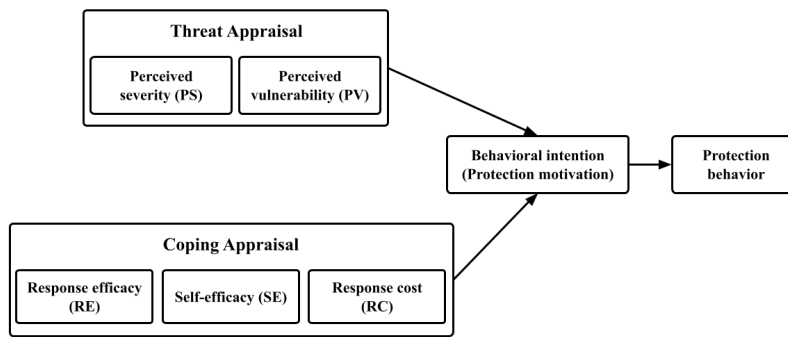 Threat Appraisal
Perceived
severity (PS)
Perceived
vulnerability (PV)
Behavioral intention
(Protection motivation)
Protection
behavior
Coping Appraisal
Response efficacy
(RE)
Self-efficacy (SE)
Response cost
(RC)